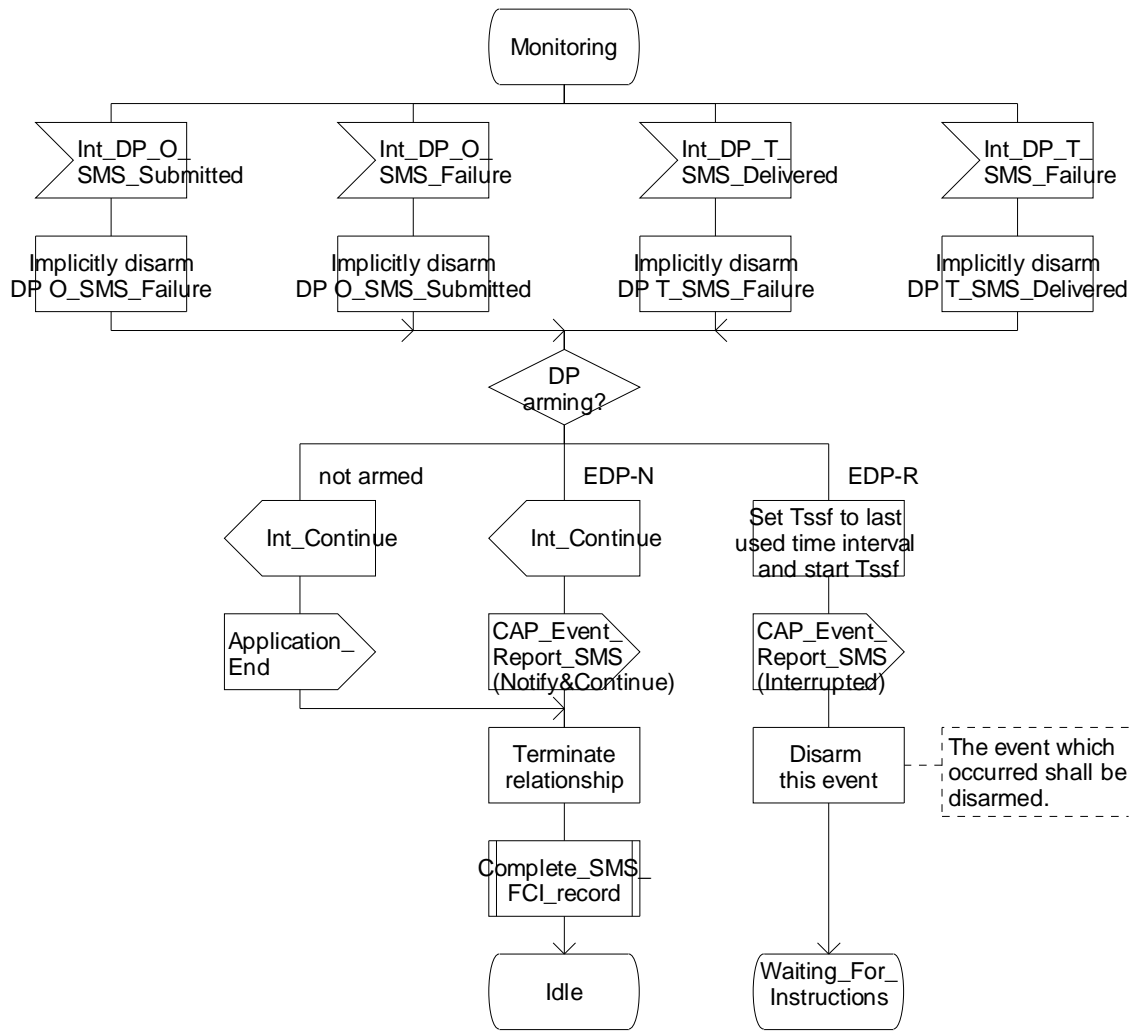 Monitoring
Int_DP_O_
SMS_Submitted
Int_DP_O_
SMS_Failure
Int_DP_T_
SMS_Delivered
Int_DP_T_
SMS_Failure
Implicitly disarm
DP O_SMS_Failure
Implicitly disarm
DP O_SMS_Submitted
Implicitly disarm
DP T_SMS_Failure
Implicitly disarm
DP T_SMS_Delivered
DP
arming?
not armed
EDP-N
EDP-R
Int_Continue
Int_Continue
Set Tssf to last
used time interval
and start Tssf
Application_
End
CAP_Event_
Report_SMS
(Notify&Continue)
CAP_Event_
Report_SMS
(Interrupted)
Terminate
relationship
Disarm
this event
The event which
occurred shall be
disarmed.
Complete_SMS_
FCI_record
Idle
Waiting_For_
Instructions